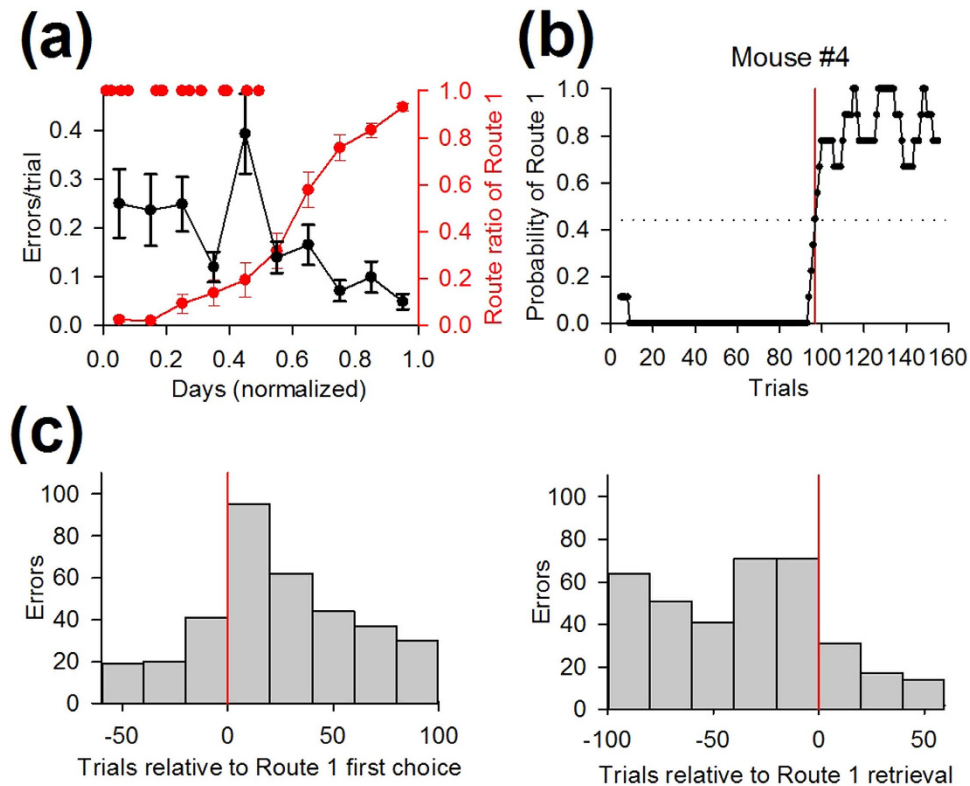 (a)
0.4
0.3
0.2
0.1
0.0
Errors/trial
1.0
0.8
0.6
0.4
0.2
0.0
Route ratio of Route 1
0.0 0.2 0.4 0.6 0.8 1.0
Days (normalized)
(b)
Mouse #4
1.0
0.8
0.6
0.4
0.2
0.0
Probability of Route 1
0 20 40 60 80 100 120 140 160
Trials
(c)
100
80
60
40
20
0
Errors
-50 0 50 100
Trials relative to Route 1 first choice
100
80
60
40
20
0
Errors
-100 -50 0 50
Trials relative to Route 1 retrieval